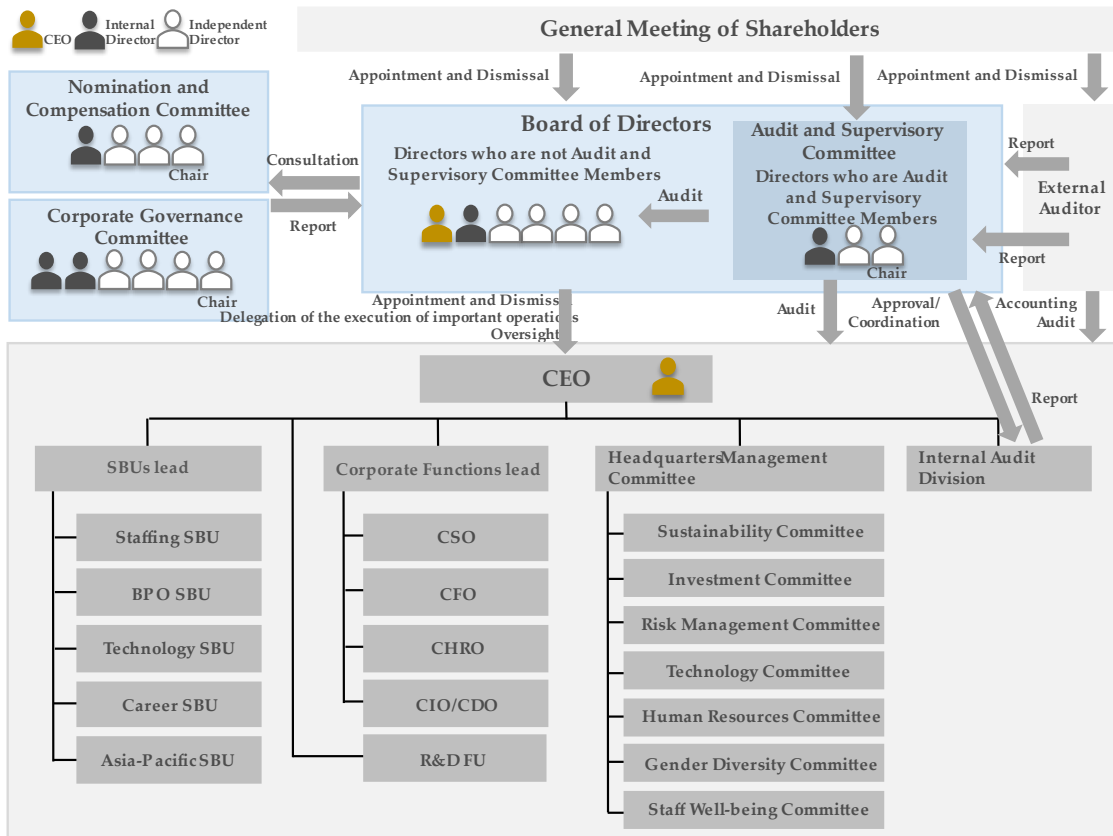 CEO
Internal
Director
Independent
Director
General Meeting of Shareholders
Appointment and Dismissal
Appointment and Dismissal
Appointment and Dismissal
Nomination and
Compensation Committee
Chair
Corporate Governance
Committee
Chair
Consultation
Report
Board of Directors
Directors who are not Audit and
Supervisory Committee Members
Audit
Audit and Supervisory
Committee
Directors who are Audit
and Supervisory
Committee Members
Chair
Report
External
Auditor
Report
Appointment and Dismissal
Delegation of the execution of important operations
Oversight
Audit
Approval/
Coordination
Accounting
Audit
Report
CEO
SBUs lead
Staffing SBU
BPO SBU
Technology SBU
Career SBU
Asia-Pacific SBU
Corporate Functions lead
CSO
CFO
CHRO
CIO/CDO
R&D FU
Headquarters Management
Committee
Sustainability Committee
Investment Committee
Risk Management Committee
Technology Committee
Human Resources Committee
Gender Diversity Committee
Staff Well-being Committee
Internal Audit
Division